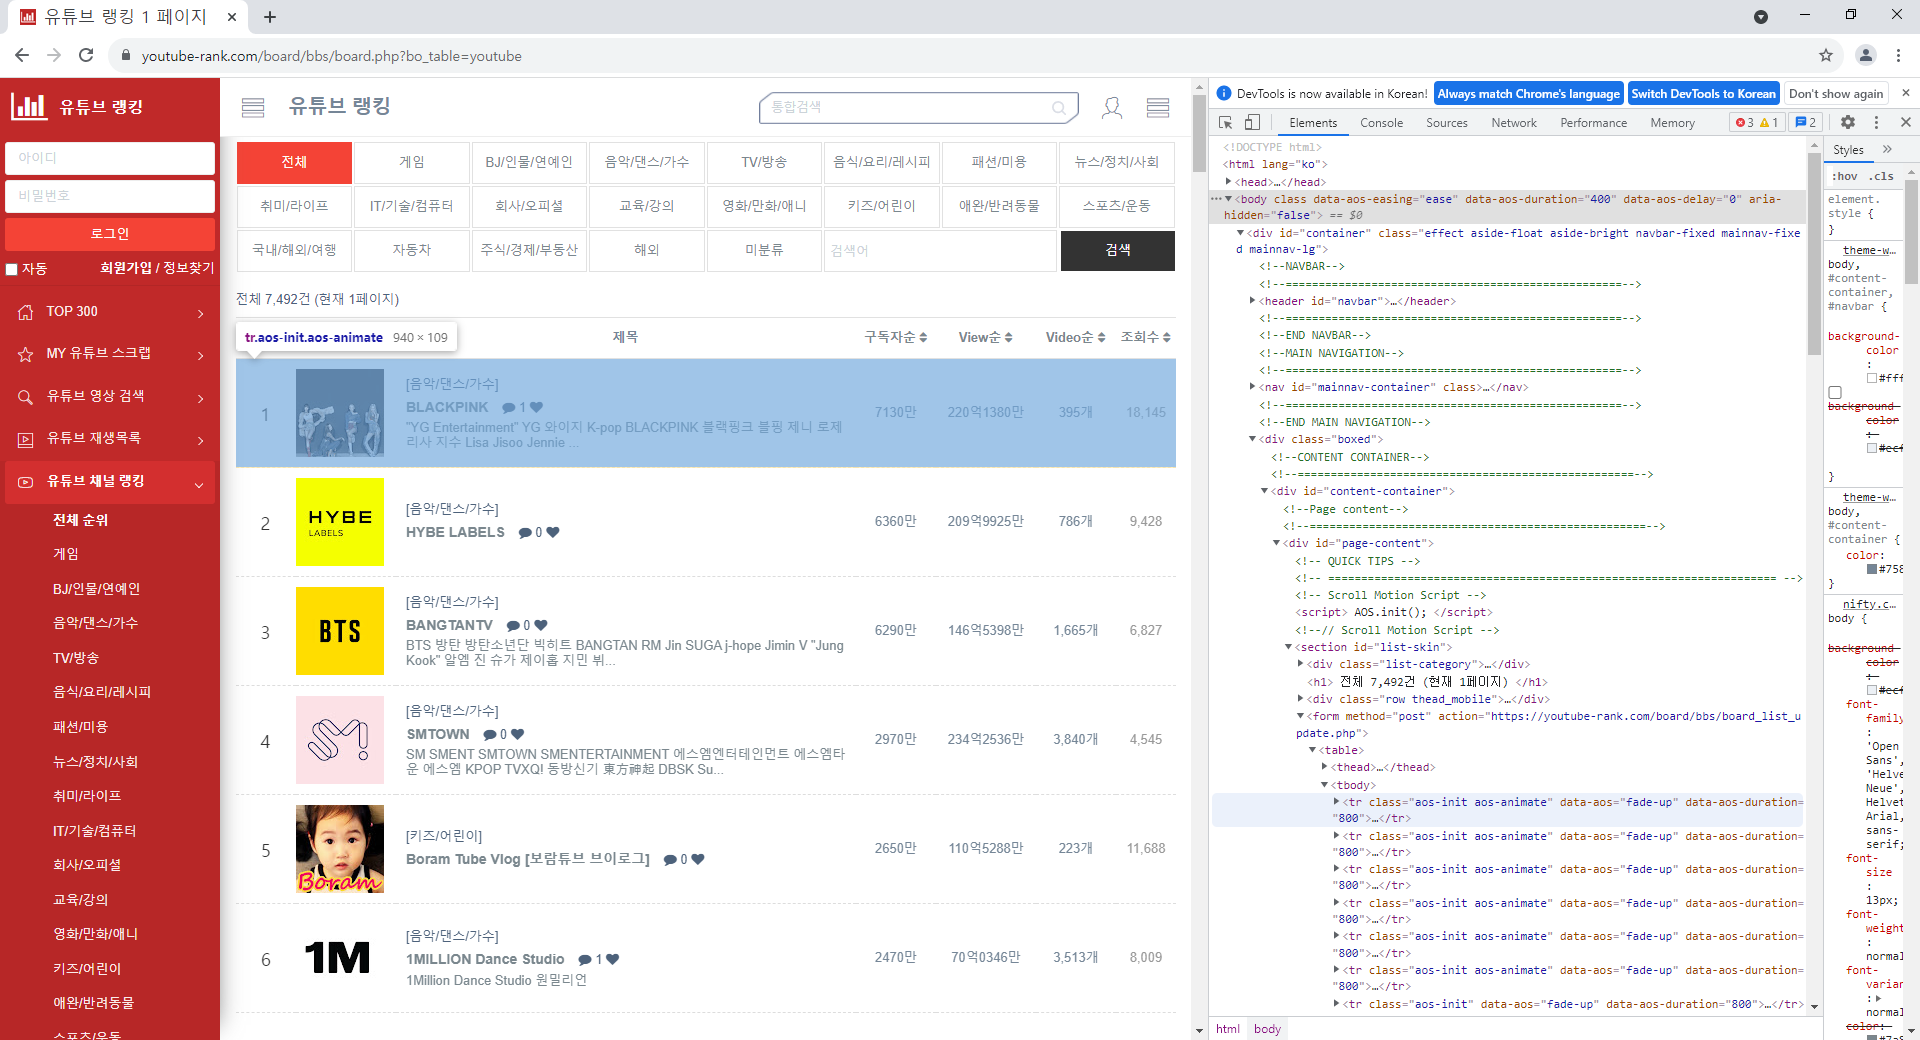 유튜브 랭킹 1 페이지
youtube-rank.com/board/bbs/board.php?bo_table=youtube
유튜브 랭킹
아이디
비밀번호
로그인
자동
회원가입 / 정보찾기
TOP 300
MY 유튜브 스크랩
유튜브 영상 검색
유튜브 재생목록
유튜브 채널 랭킹
전체 순위
게임
BJ/인물/연예인
음악/댄스/가수
TV/방송
음식/요리/레시피
패션/미용
뉴스/정치/사회
취미/라이프
IT/기술/컴퓨터
회사/오피셜
교육/강의
영화/만화/애니
키즈/어린이
애완/반려동물
스포츠/운동
유튜브 랭킹
통합검색
전체 게임 BJ/인물/연예인 음악/댄스/가수 TV/방송 음식/요리/레시피 패션/미용 뉴스/정치/사회
취미/라이프 IT/기술/컴퓨터 회사/오피셜 교육/강의 영화/만화/애니 키즈/어린이 애완/반려동물 스포츠/운동
국내/해외/여행 자동차 주식/경제/부동산 해외 미분류 검색어 검색
전체 7,492건 (현재 1페이지)
tr.aos-init.aos-animate 940 × 109
제목 구독자순 View순 Video순 조회수
1
[음악/댄스/가수]
BLACKPINK 1
"YG Entertainment" YG 와이지 K-pop BLACKPINK 블랙핑크 블핑 제니 로제
리사 지수 Lisa Jisoo Jennie ...
7130만 220억1380만 395개 18,145
2
HYBE
LABELS
[음악/댄스/가수]
HYBE LABELS 0
6360만 209억9925만 786개 9,428
3
BTS
[음악/댄스/가수]
BANGTANTV 0
BTS 방탄 방탄소년단 빅히트 BANGTAN RM Jin SUGA j-hope Jimin V "Jung
Kook" 알엠 진 슈가 제이홉 지민 뷔...
6290만 146억5398만 1,665개 6,827
4
SM!
[음악/댄스/가수]
SMTOWN 0
SM SMENT SMTOWN SMENTERTAINMENT 에스엠엔터테인먼트 에스엠타
운 에스엠 KPOP TVXQ! 동방신기 東方神起 DBSK Su...
2970만 234억2536만 3,840개 4,545
5
Boram
[키즈/어린이]
Boram Tube Vlog [보람튜브 브이로그] 0
2650만 110억5288만 223개 11,688
6
1M
[음악/댄스/가수]
1MILLION Dance Studio 1
1Million Dance Studio 원밀리언
2470만 70억0346만 3,513개 8,009
DevTools is now available in Korean! Always match Chrome's language Switch DevTools to Korean Don't show again
Elements Console Sources Network Performance Memory 3 1 2
<!DOCTYPE html>
<html lang="ko">
<head>…</head>
<body class data-aos-easing="ease" data-aos-duration="400" data-aos-delay="0" aria-
hidden="false"> == $0
<div id="container" class="effect aside-float aside-bright navbar-fixed mainnav-fixe
d mainnav-lg">
<!--NAVBAR-->
<!--===================================================-->
<header id="navbar">…</header>
<!--===================================================-->
<!--END NAVBAR-->
<!--MAIN NAVIGATION-->
<!--===================================================-->
<nav id="mainnav-container" class>…</nav>
<!--===================================================-->
<!--END MAIN NAVIGATION-->
<div class="boxed">
<!--CONTENT CONTAINER-->
<!--===================================================-->
<div id="content-container">
<!--Page content-->
<!--===================================================-->
<div id="page-content">
<!-- QUICK TIPS -->
<!-- ==================================================================== -->
<!-- Scroll Motion Script -->
<script> AOS.init(); </script>
<!--// Scroll Motion Script -->
<section id="list-skin">
<div class="list-category">…</div>
<h1> 전체 7,492건 (현재 1페이지) </h1>
<div class="row thead_mobile">…</div>
<form method="post" action="https://youtube-rank.com/board/bbs/board_list_u
pdate.php">
<table>
<thead>…</thead>
<tbody>
<tr class="aos-init aos-animate" data-aos="fade-up" data-aos-duration=
"800">…</tr>
<tr class="aos-init aos-animate" data-aos="fade-up" data-aos-duration=
"800">…</tr>
<tr class="aos-init aos-animate" data-aos="fade-up" data-aos-duration=
"800">…</tr>
<tr class="aos-init aos-animate" data-aos="fade-up" data-aos-duration=
"800">…</tr>
<tr class="aos-init aos-animate" data-aos="fade-up" data-aos-duration=
"800">…</tr>
<tr class="aos-init aos-animate" data-aos="fade-up" data-aos-duration=
"800">…</tr>
<tr class="aos-init" data-aos="fade-up" data-aos-duration="800">…</tr>
html body
Styles
:hov .cls
element.
style {
}
theme-w…
body,
#content-
container,
#navbar {
background-
color
:
#fff
background-
color
:
#ecf
}
theme-w…
body,
#content-
container {
color:
#758
}
nifty.c…
body {
background-
color
:
#ecf
font-
family
:
'Open
Sans',
'Helve
Neue',
Helvet
Arial,
sans-
serif;
font-
size
:
13px;
font-
weight
:
normal
font-
varian
:
normal
color:
#7a8